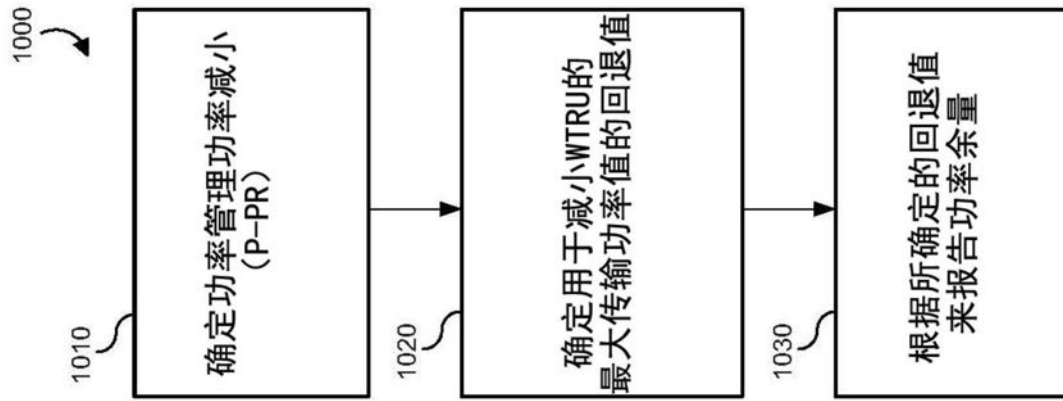 1000
1010
确定功率管理功率减小
(P-PR)
1020
确定用于减小WTRU的
最大传输功率值的回退值
1030
根据所确定的回退值
来报告功率余量